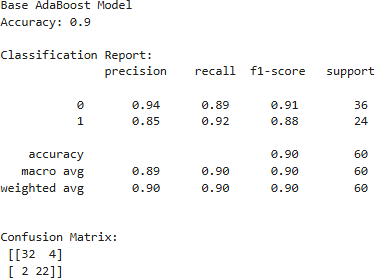 Base AdaBoost Model
Accuracy: 0.9

Classification Report:
              precision    recall  f1-score   support

           0       0.94      0.89      0.91        36
           1       0.85      0.92      0.88        24

    accuracy                           0.90        60
   macro avg       0.89      0.90      0.90        60
weighted avg       0.90      0.90      0.90        60


Confusion Matrix:
 [[32  4]
 [ 2 22]]